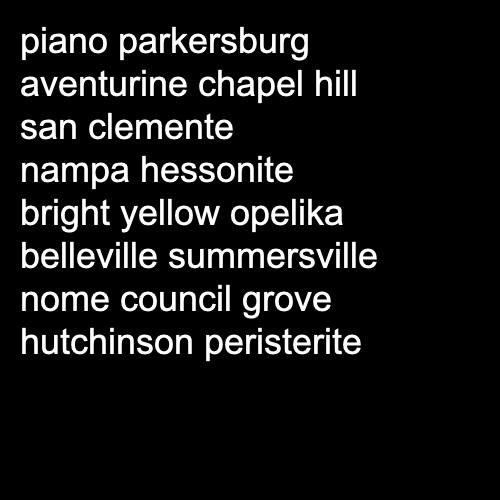 piano parkersburg
aventurine chapel hill
san clemente
nampa hessonite
bright yellow opelika
belleville summersville
nome council grove
hutchinson peristerite